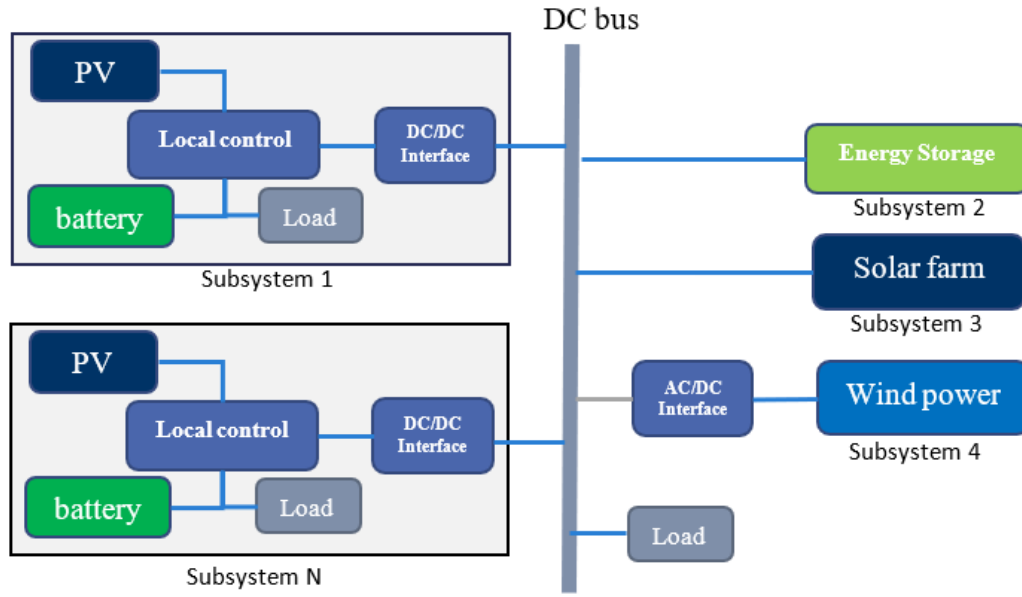 DC bus
PV
Local control
DC/DC
Interface
battery
Load
Subsystem 1
PV
Local control
DC/DC
Interface
battery
Load
Subsystem N
Energy Storage
Subsystem 2
Solar farm
Subsystem 3
AC/DC
Interface
Wind power
Subsystem 4
Load